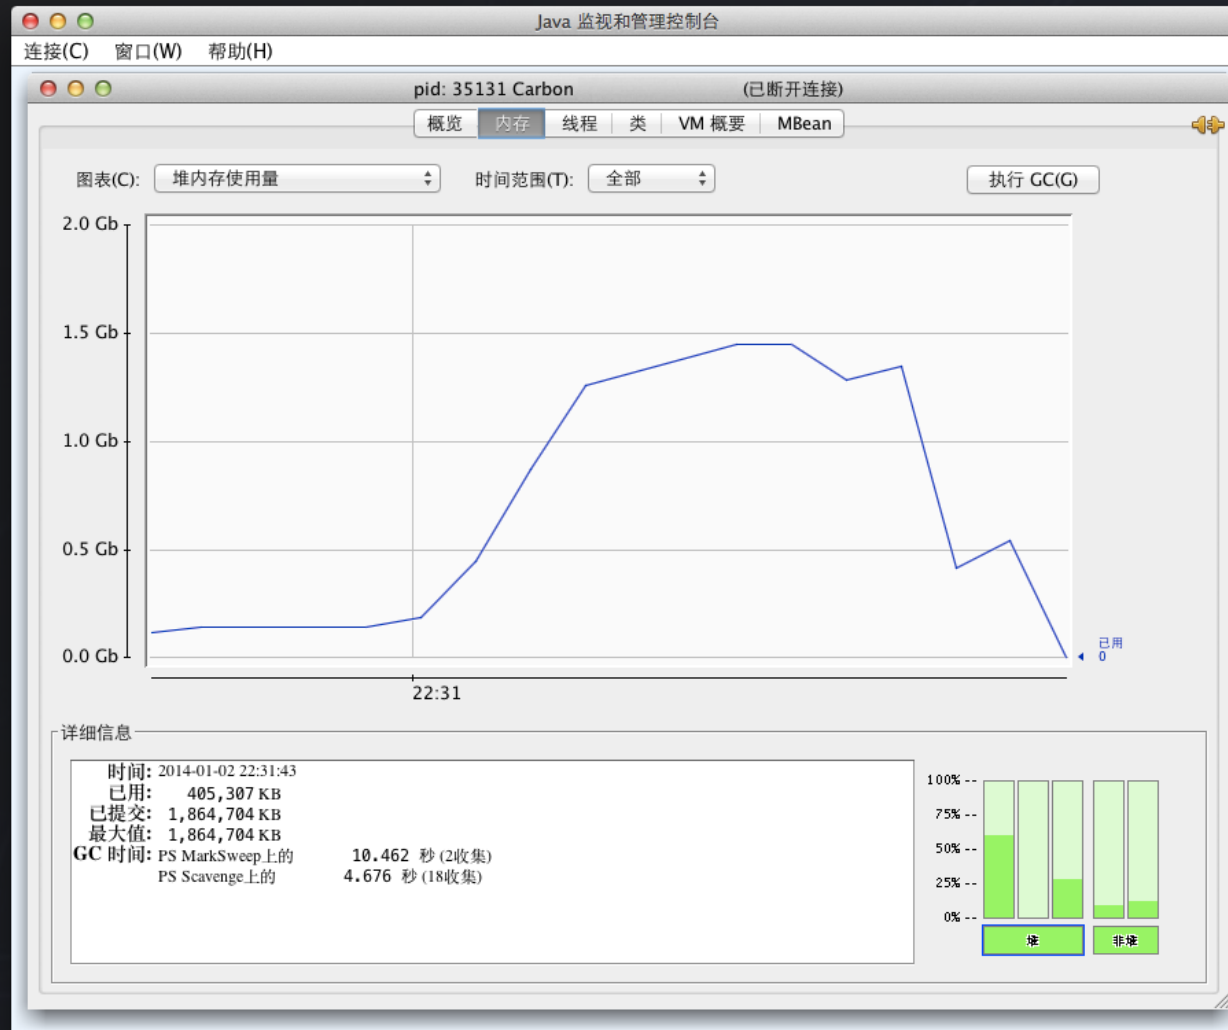 Java 监视和管理控制台
连接(C) 窗口(W) 帮助(H)
pid: 35131 Carbon (已断开连接)
概览 内存 线程 类 VM 概要 MBean
图表(C): 堆内存使用量 时间范围(T): 全部 执行 GC(G)
2.0 Gb
1.5 Gb
1.0 Gb
0.5 Gb
0.0 Gb
已用
0
22:31
详细信息
时间: 2014-01-02 22:31:43
已用: 405,307 KB
已提交: 1,864,704 KB
最大值: 1,864,704 KB
GC 时间: PS MarkSweep上的 10.462 秒 (2收集)
PS Scavenge上的 4.676 秒 (18收集)
100% --
75% --
50% --
25% --
0% --
堆 非堆